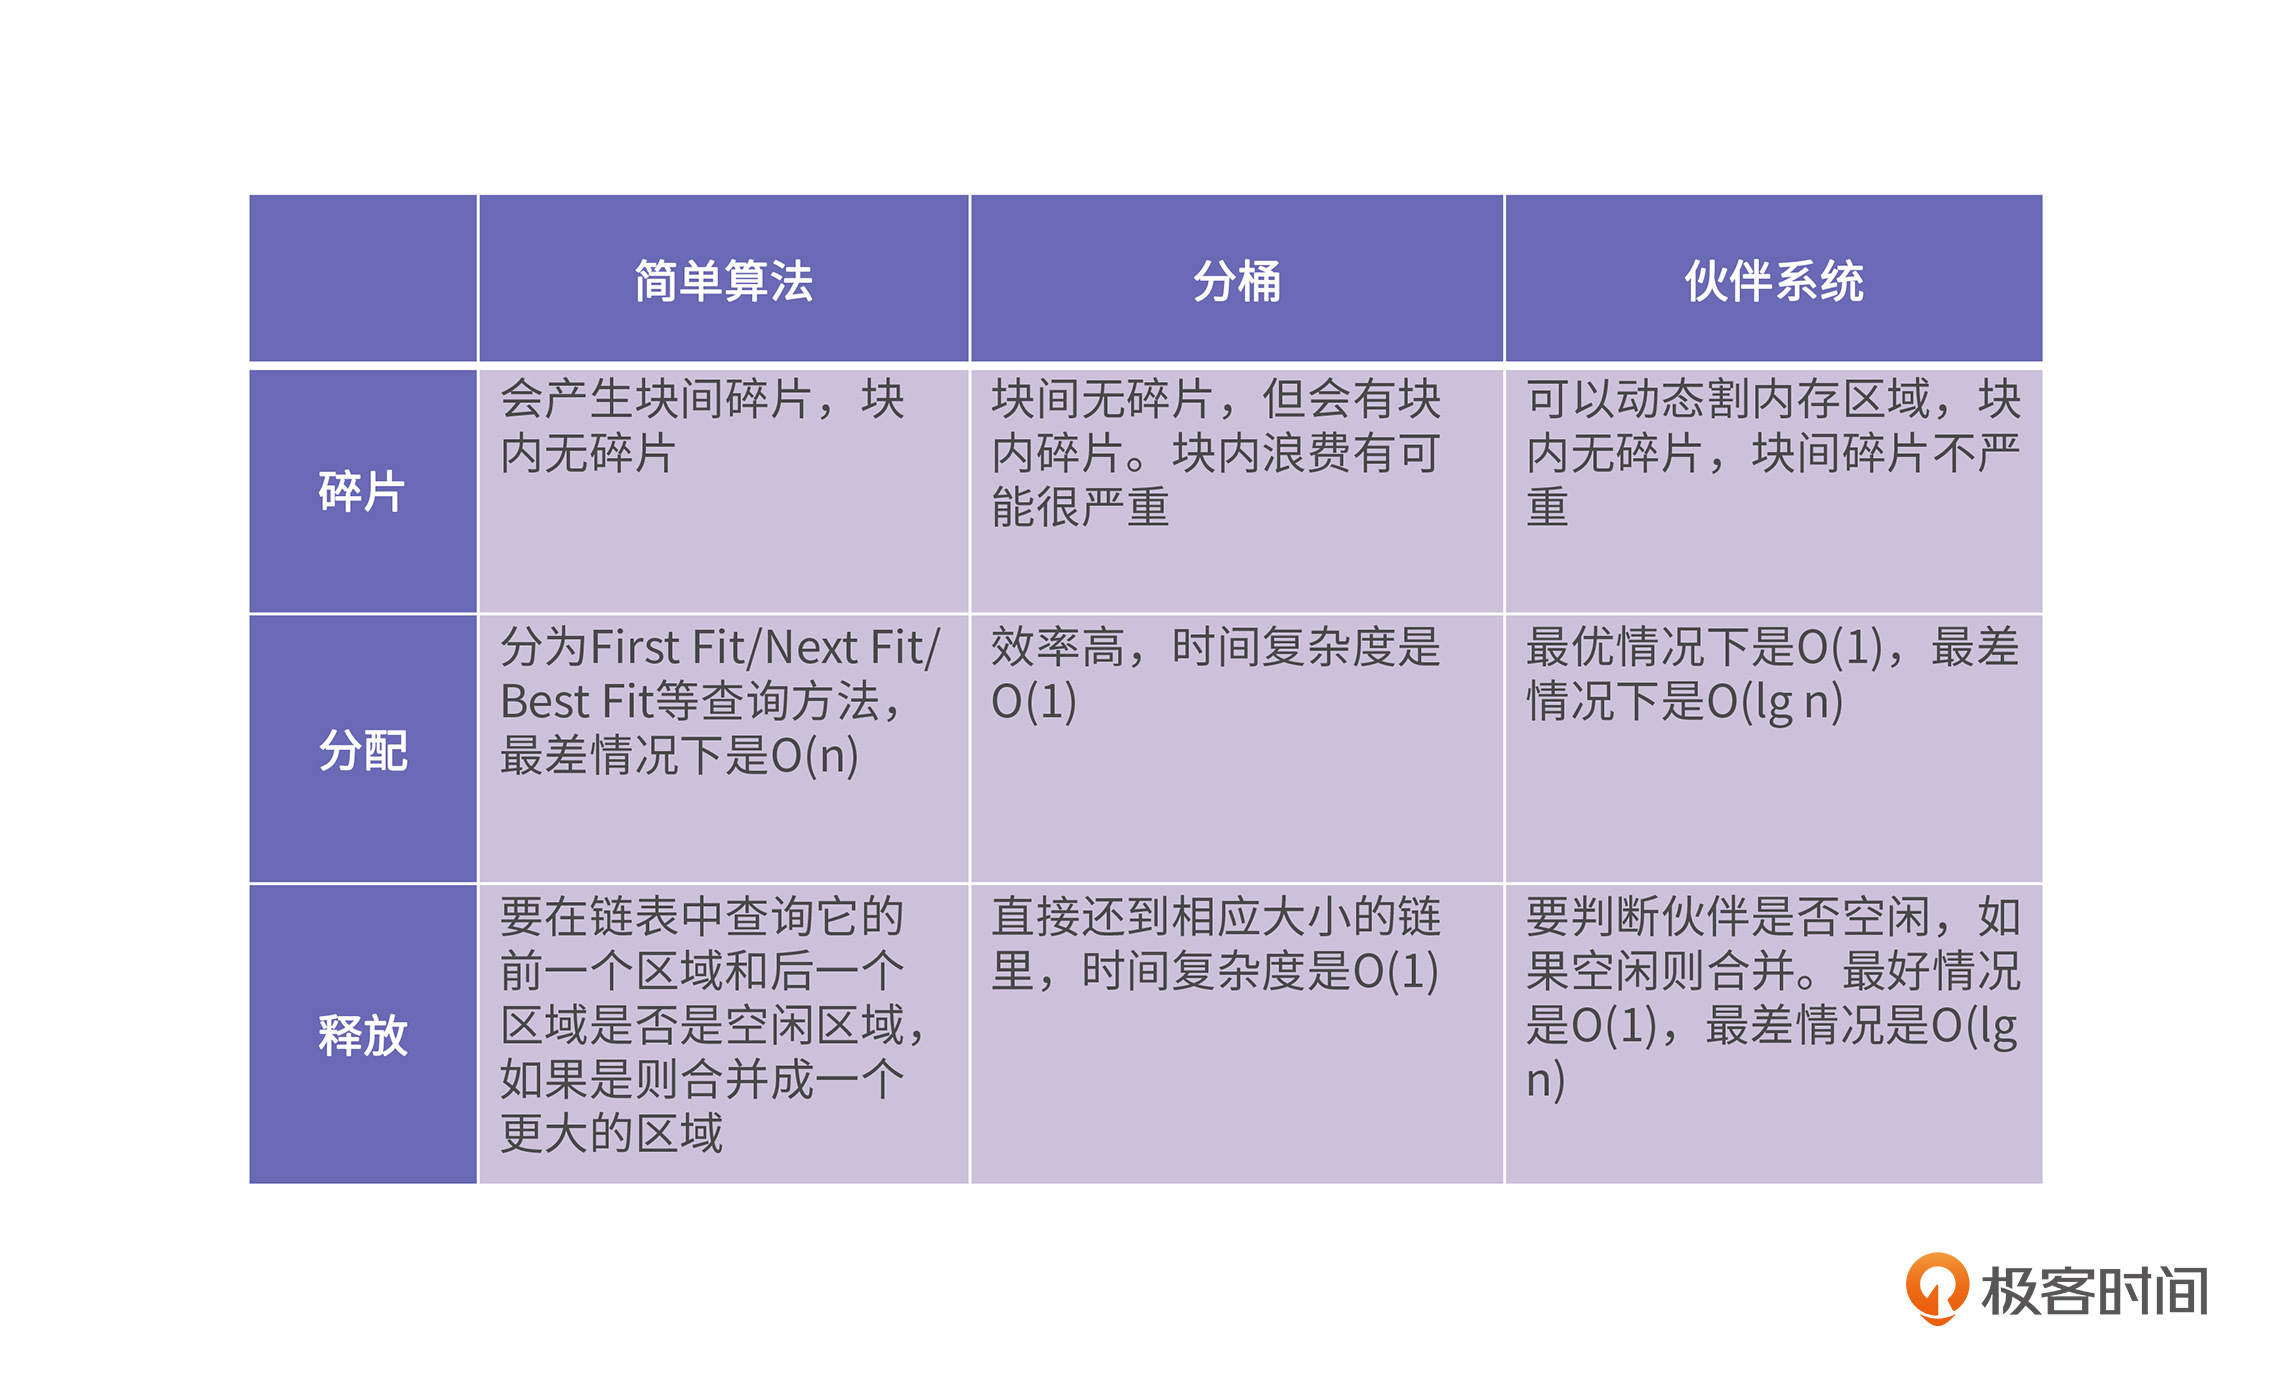 简单算法
分桶
伙伴系统
碎片
会产生块间碎片，块
内无碎片
块间无碎片，但会有块
内碎片。块内浪费有可
能很严重
可以动态割内存区域，块
内无碎片，块间碎片不严
重
分配
分为First Fit/Next Fit/
Best Fit等查询方法，
最差情况下是O(n)
效率高，时间复杂度是
O(1)
最优情况下是O(1)，最差
情况下是O(lg n)
释放
要在链表中查询它的
前一个区域和后一个
区域是否是空闲区域，
如果是则合并成一个
更大的区域
直接还到相应大小的链
里，时间复杂度是O(1)
要判断伙伴是否空闲，如
果空闲则合并。最好情况
是O(1)，最差情况是O(lg
n)
极客时间